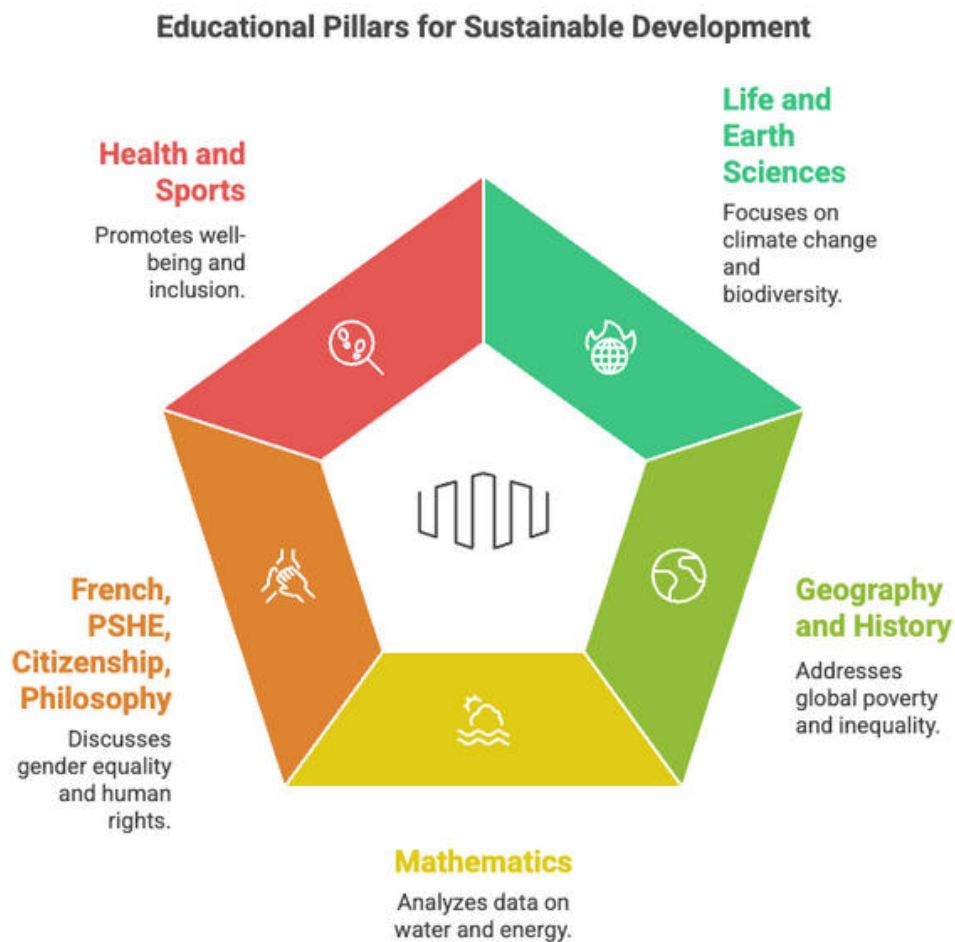 Educational Pillars for Sustainable Development
Health and
Sports
Promotes well-
being and
inclusion.
Life and
Earth
Sciences
Focuses on
climate change
and
biodiversity.
French,
PSHE,
Citizenship,
Philosophy
Discusses
gender equality
and human
rights.
Geography
and History
Addresses
global poverty
and inequality.
Mathematics
Analyzes data on
water and energy.